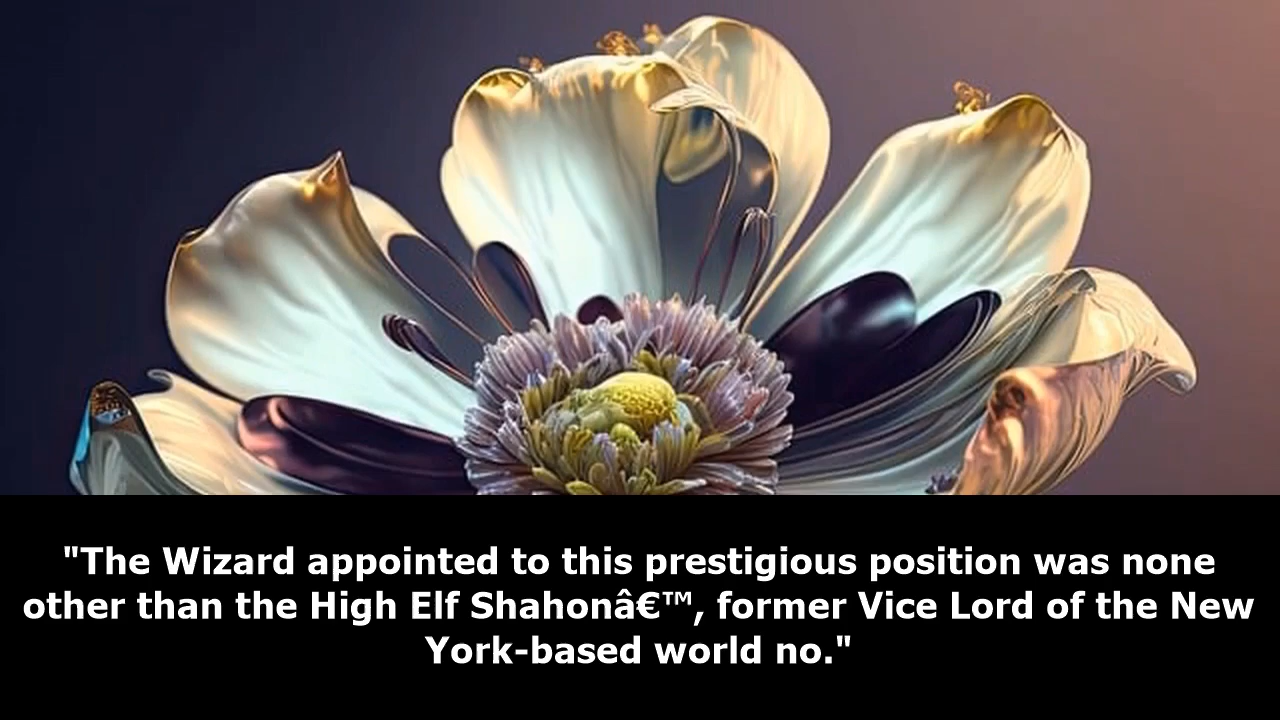 "The Wizard appointed to this prestigious position was none
other than the High Elf Shahonâ€™, former Vice Lord of the New
York-based world no."